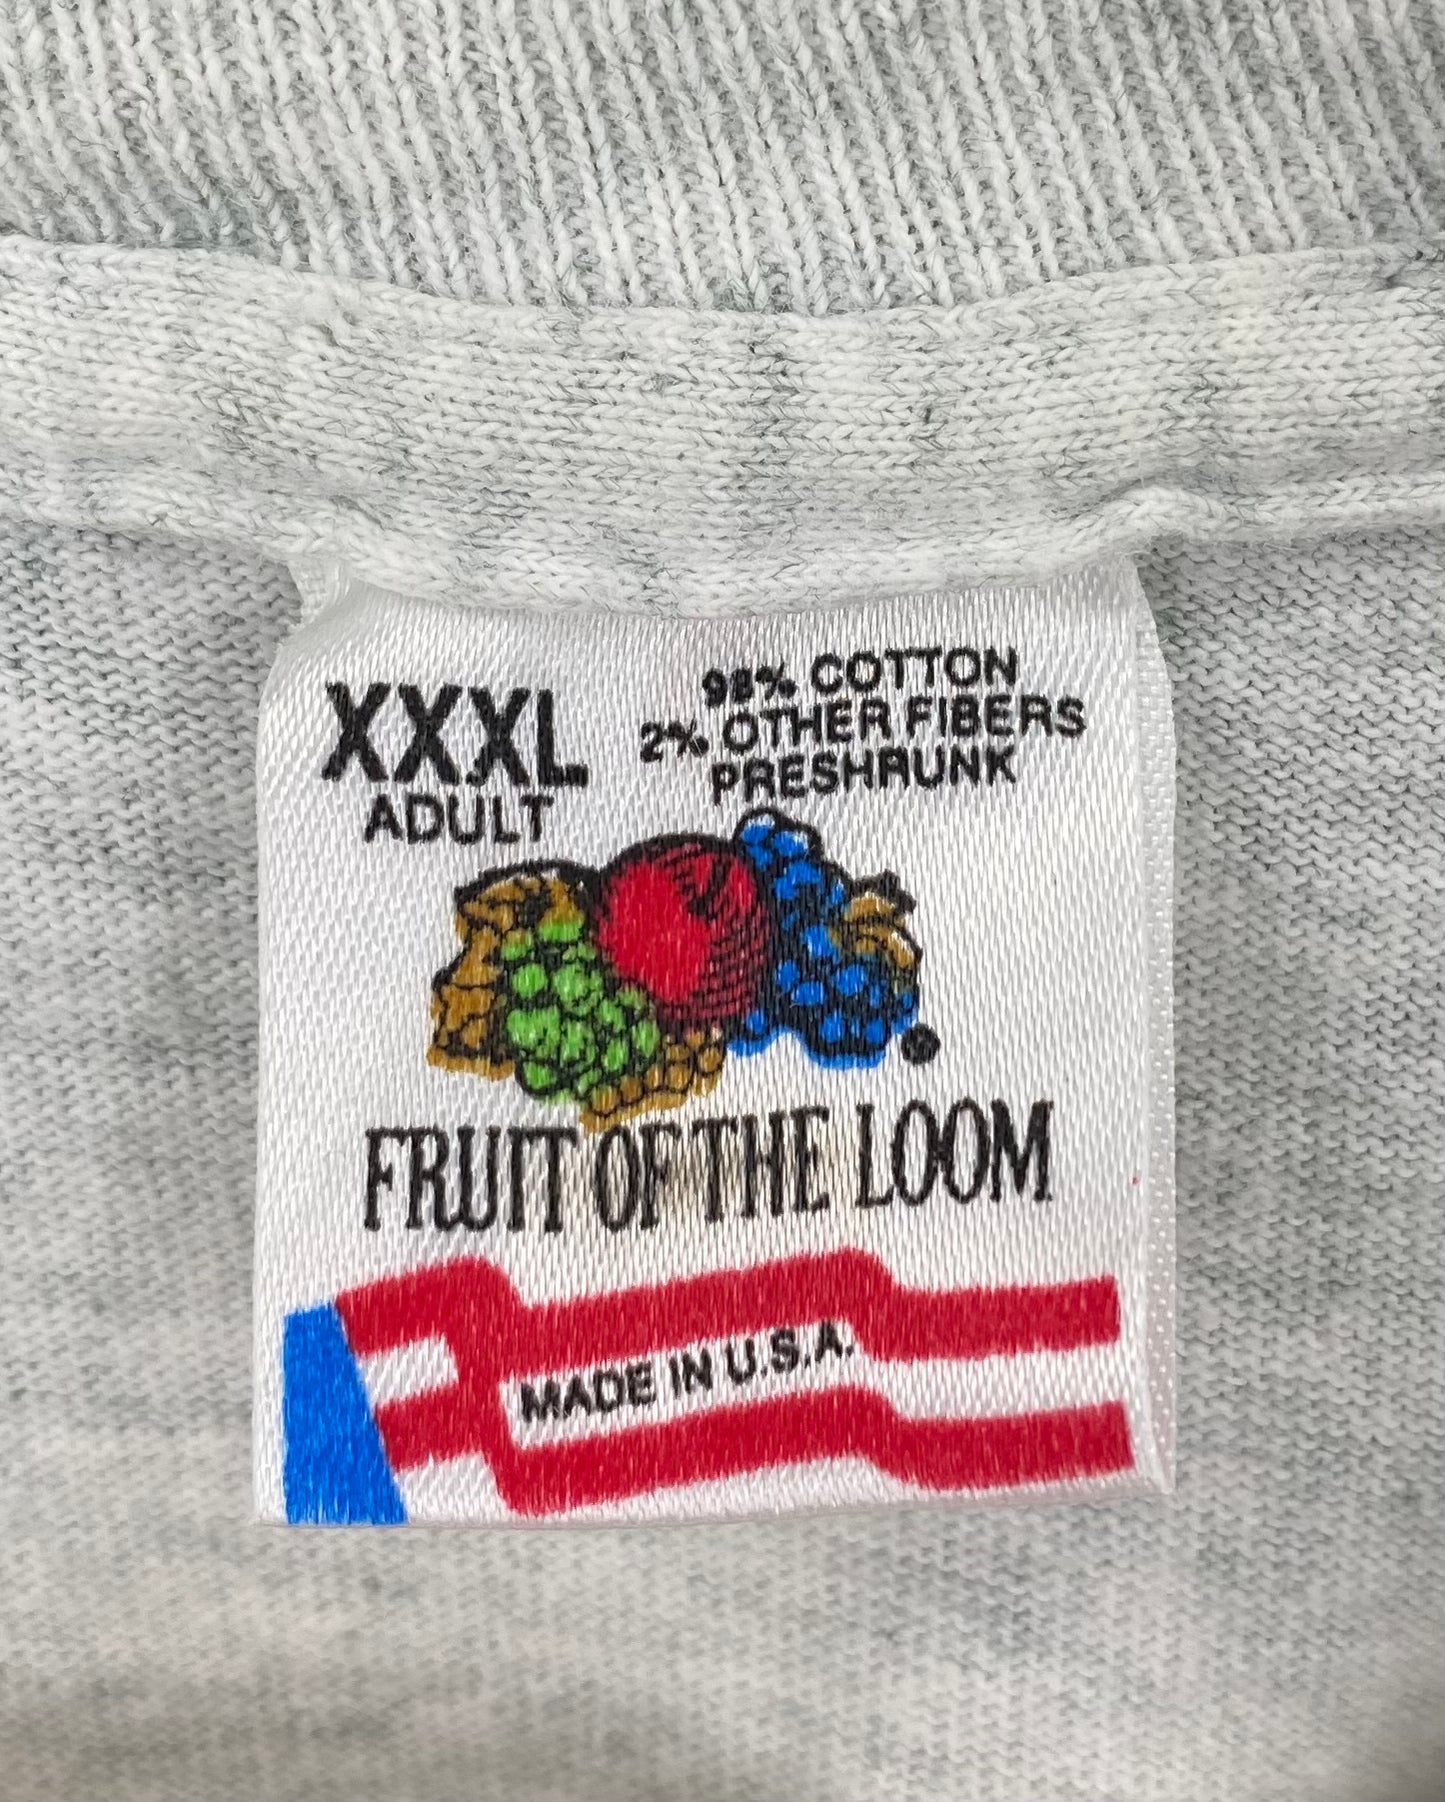 XXXL
ADULT
98% COTTON
2% OTHER FIBERS
PRESHRUNK
FRUIT OF THE LOOM
MADE IN U.S.A.